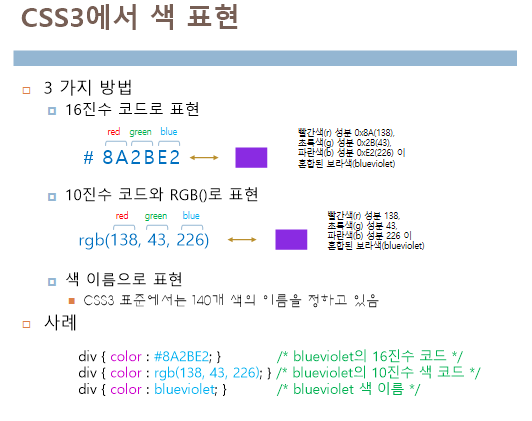 CSS3에서 색 표현
3 가지 방법
16진수 코드로 표현
red green blue
# 8A2BE2
빨간색(r) 성분 0x8A(138),
초록색(g) 성분 0x2B(43),
파란색(b) 성분 0xE2(226) 이
혼합된 보라색(blueviolet)
10진수 코드와 RGB()로 표현
red green blue
rgb(138, 43, 226)
빨간색(r) 성분 138,
초록색(g) 성분 43,
파란색(b) 성분 226 이
혼합된 보라색(blueviolet)
색 이름으로 표현
CSS3 표준에서는 140개 색의 이름을 정하고 있음
사례
div { color : #8A2BE2; } /* blueviolet의 16진수 코드 */
div { color : rgb(138, 43, 226); } /* blueviolet의 10진수 색 코드 */
div { color : blueviolet; } /* blueviolet 색 이름 */